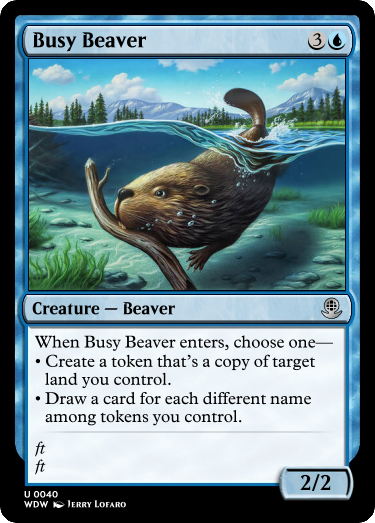 Busy Beaver 3
Creature — Beaver
When Busy Beaver enters, choose one—
• Create a token that's a copy of target
land you control.
• Draw a card for each different name
among tokens you control.
ft
ft
2/2
U 0040
WDW Jerry Lofaro